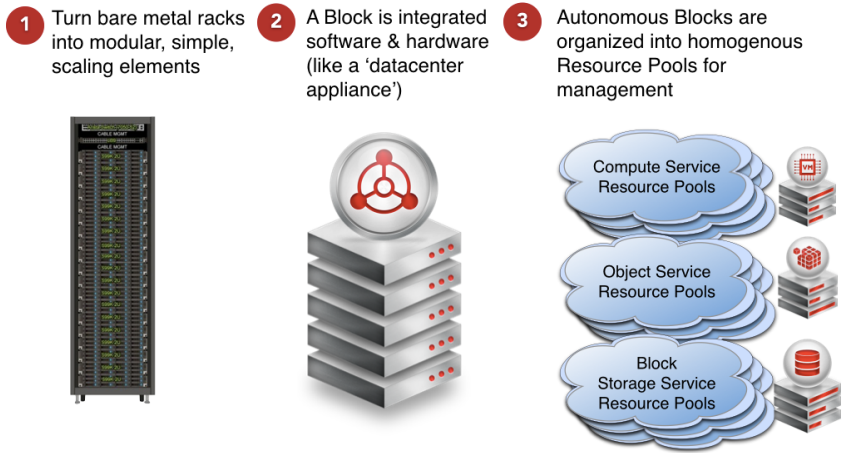 1
Turn bare metal racks
into modular, simple,
scaling elements
2
A Block is integrated
software & hardware
(like a ‘datacenter
appliance’)
3
Autonomous Blocks are
organized into homogenous
Resource Pools for
management
CABLE MGMT
CABLE MGMT
Compute Service
Resource Pools
VM
Object Service
Resource Pools
Block
Storage Service
Resource Pools